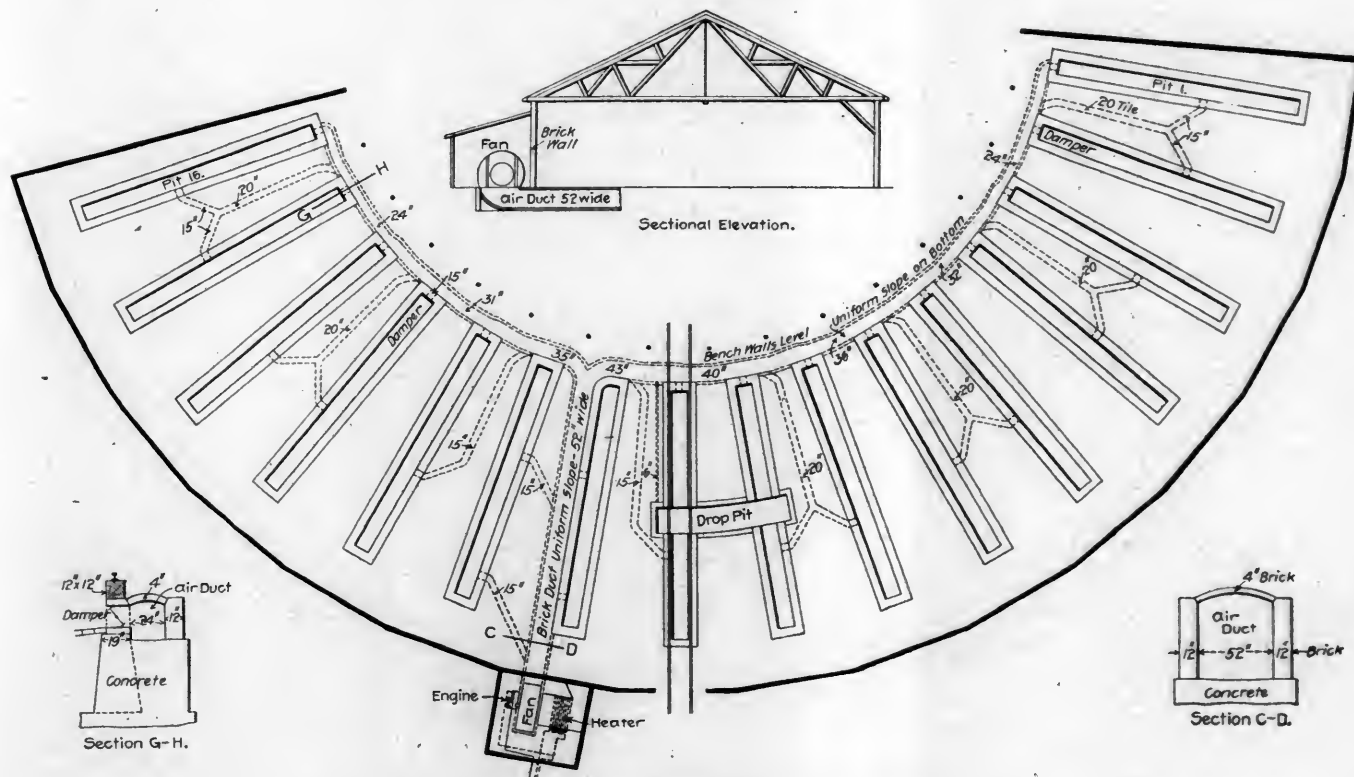 Fan
Brick
Wall
air Duct 52" wide
Sectional Elevation.
Pit 1.
20 Tile
15"
Damper
24"
Pit 16.
20"
15"
H
G
24"
15"
31"
20"
Damper
35"
43"
40"
Bench Walls Level
Uniform slope on Bottom
36"
32"
20"
20"
20"
15"
15"
15"
15"
Brick Duct Uniform Slope-52" wide
Drop Pit
C
D
Engine
Fan
Heater
12"x12"
4"
air Duct
Damper
24"
12"
19"
Concrete
Section G-H.
4" Brick
air
Duct
12"
52"
12"
Brick
Concrete
Section C-D.